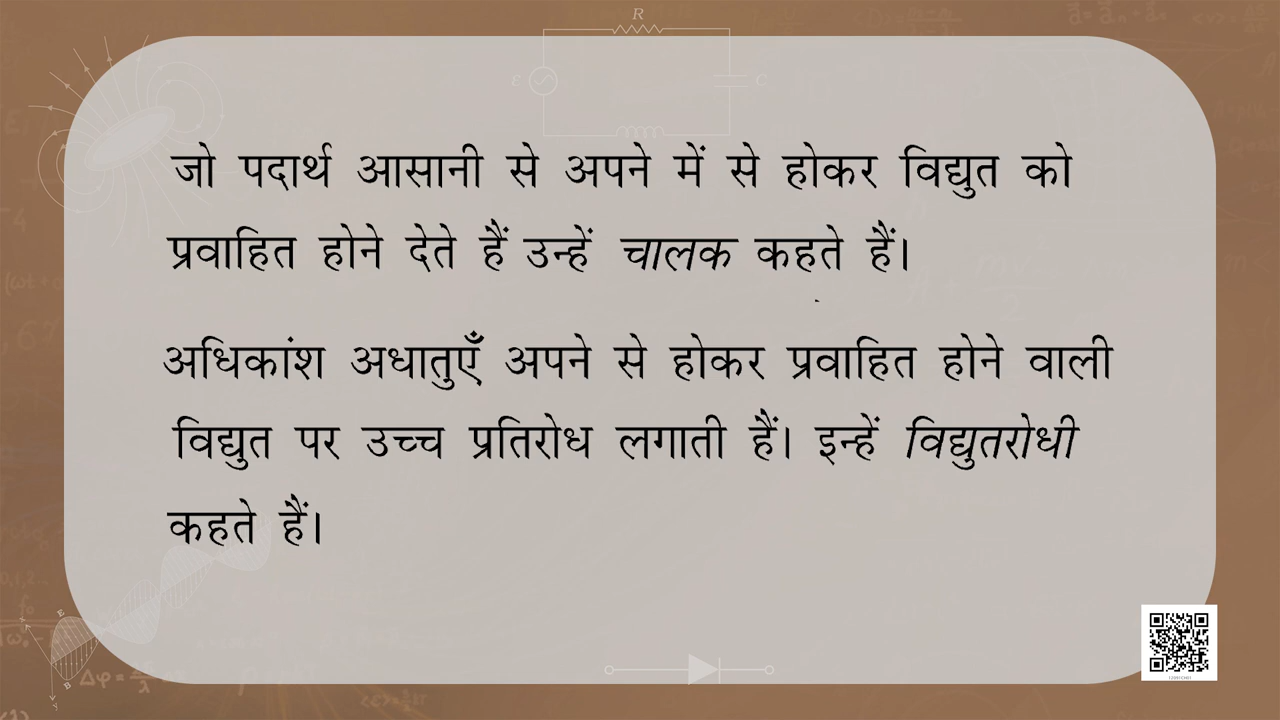 जो पदार्थ आसानी से अपने में से होकर विद्युत को
प्रवाहित होने देते हैं उन्हें चालक कहते हैं।
अधिकांश अधातुएँ अपने से होकर प्रवाहित होने वाली
विद्युत पर उच्च प्रतिरोध लगाती हैं। इन्हें विद्युतरोधी
कहते हैं।